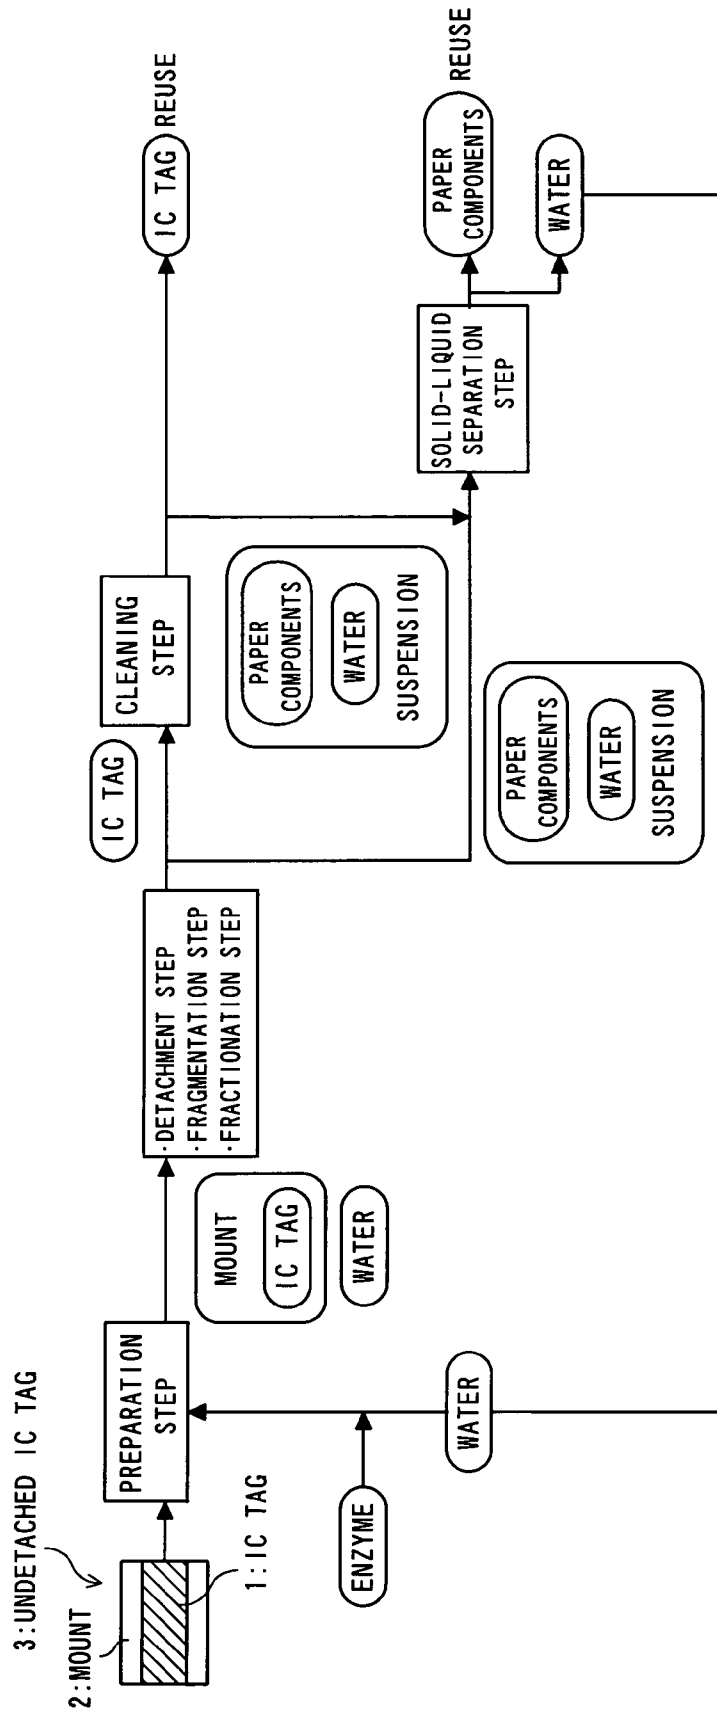 3:UNDETACHED IC TAG
2:MOUNT
1:IC TAG
PREPARATION
STEP
ENZYME
WATER
MOUNT
IC TAG
WATER
·DETACHMENT STEP
·FRAGMENTATION STEP
·FRACTIONATION STEP
IC TAG
CLEANING
STEP
PAPER
COMPONENTS
WATER
SUSPENSION
PAPER
COMPONENTS
WATER
SUSPENSION
SOLID-LIQUID
SEPARATION
STEP
IC TAG
REUSE
PAPER
COMPONENTS
REUSE
WATER